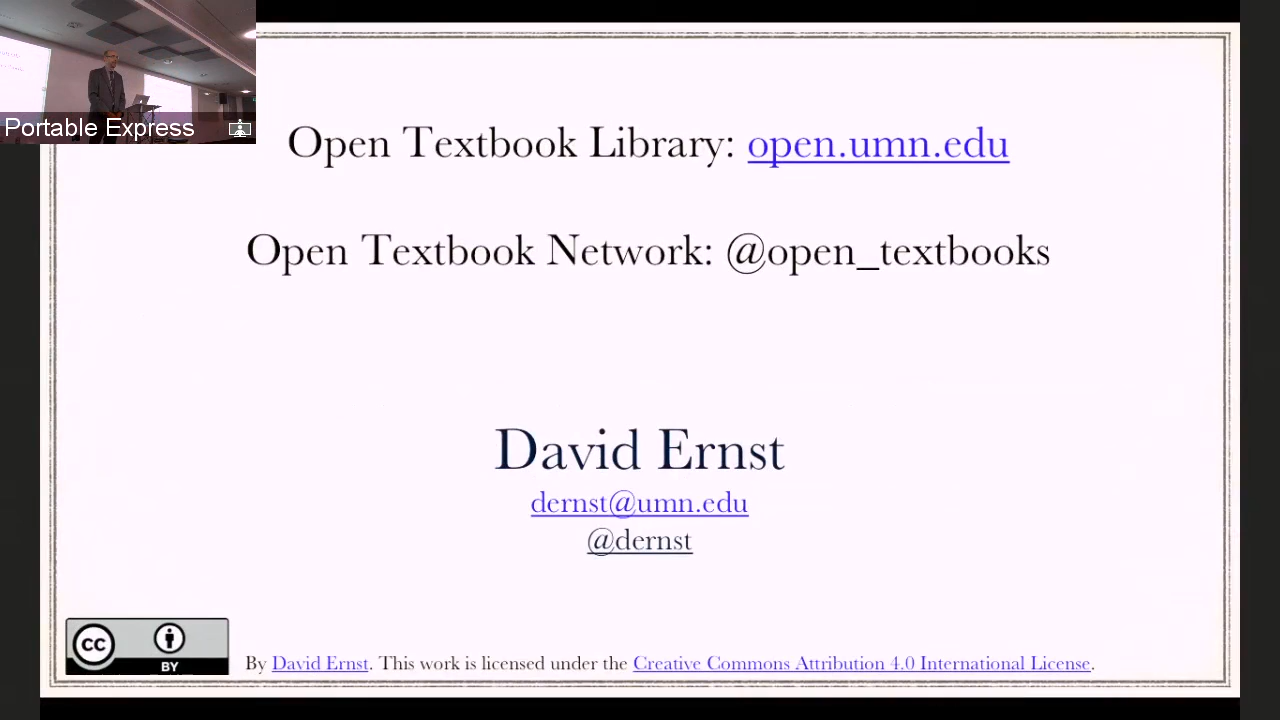 Portable Express
Open Textbook Library: open.umn.edu
Open Textbook Network: @open_textbooks
David Ernst
dernst@umn.edu
@dernst
CC BY
By David Ernst. This work is licensed under the Creative Commons Attribution 4.0 International License.